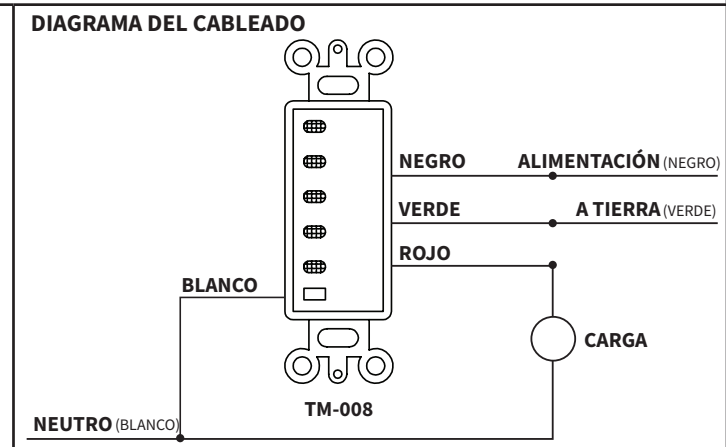 DIAGRAMA DEL CABLEADO
NEGRO ALIMENTACIÓN (NEGRO)
VERDE A TIERRA (VERDE)
ROJO
BLANCO
CARGA
TM-008
NEUTRO (BLANCO)